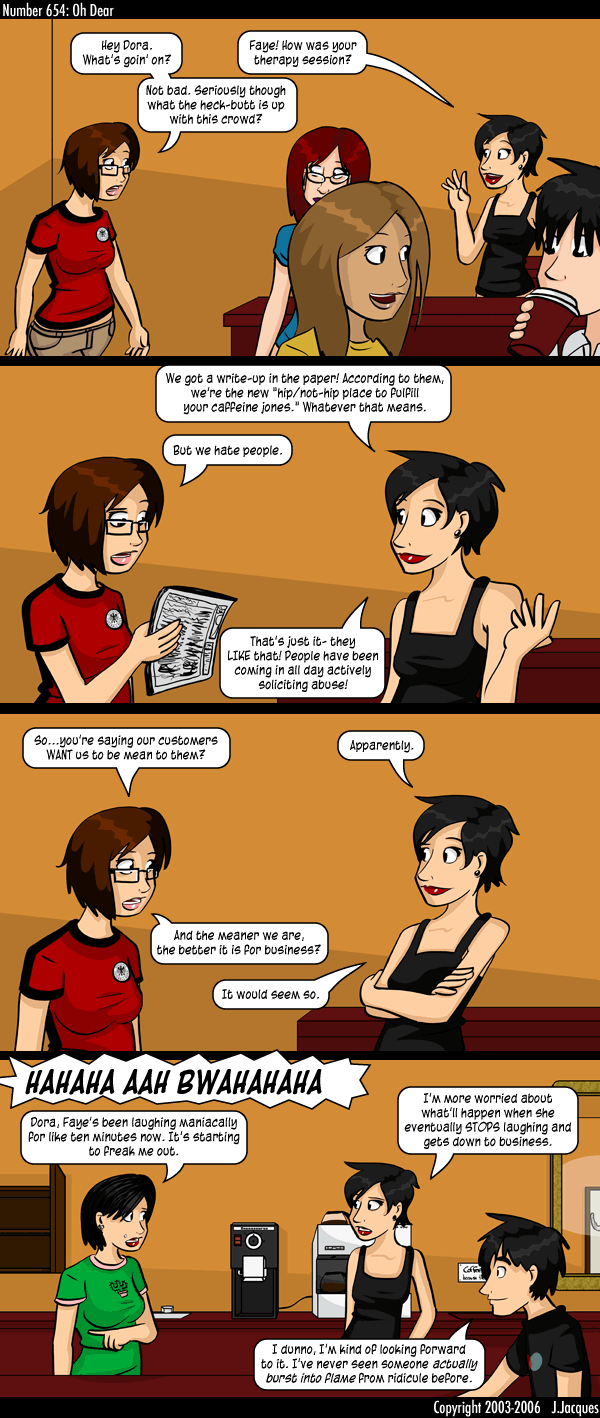 Number 654: Oh Dear
Hey Dora.
What's goin' on?
Faye! How was your
therapy session?
Not bad. Seriously though
what the heck-butt is up
with this crowd?
We got a write-up in the paper! According to them,
we're the new "hip/not-hip place to fulfill
your caffeine jones." Whatever that means.
But we hate people.
That's just it- they
LIKE that! People have been
coming in all day actively
soliciting abuse!
So...you're saying our customers
WANT us to be mean to them?
Apparently.
And the meaner we are,
the better it is for business?
It would seem so.
HAHAHA AAH BWAHAHAHA
Dora, Faye's been laughing maniacally
for like ten minutes now. It's starting
to freak me out.
I'm more worried about
what'll happen when she
eventually STOPS laughing and
gets down to business.
I dunno, I'm kind of looking forward
to it. I've never seen someone actually
burst into flame from ridicule before.
Copyright 2003-2006 J.Jacques